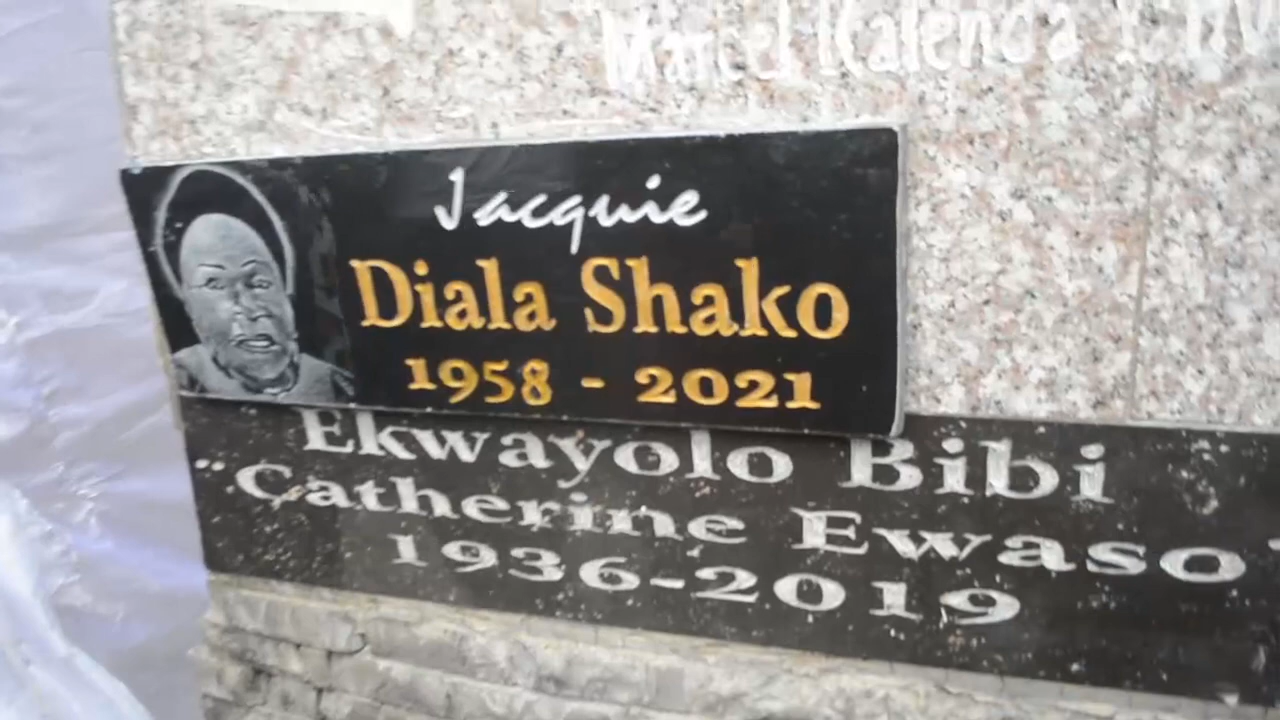 Marcel Kalenda
Jacquie
Diala Shako
1958 - 2021
Ekwayolo Bibi
"Catherine Ewaso"
1936-2019